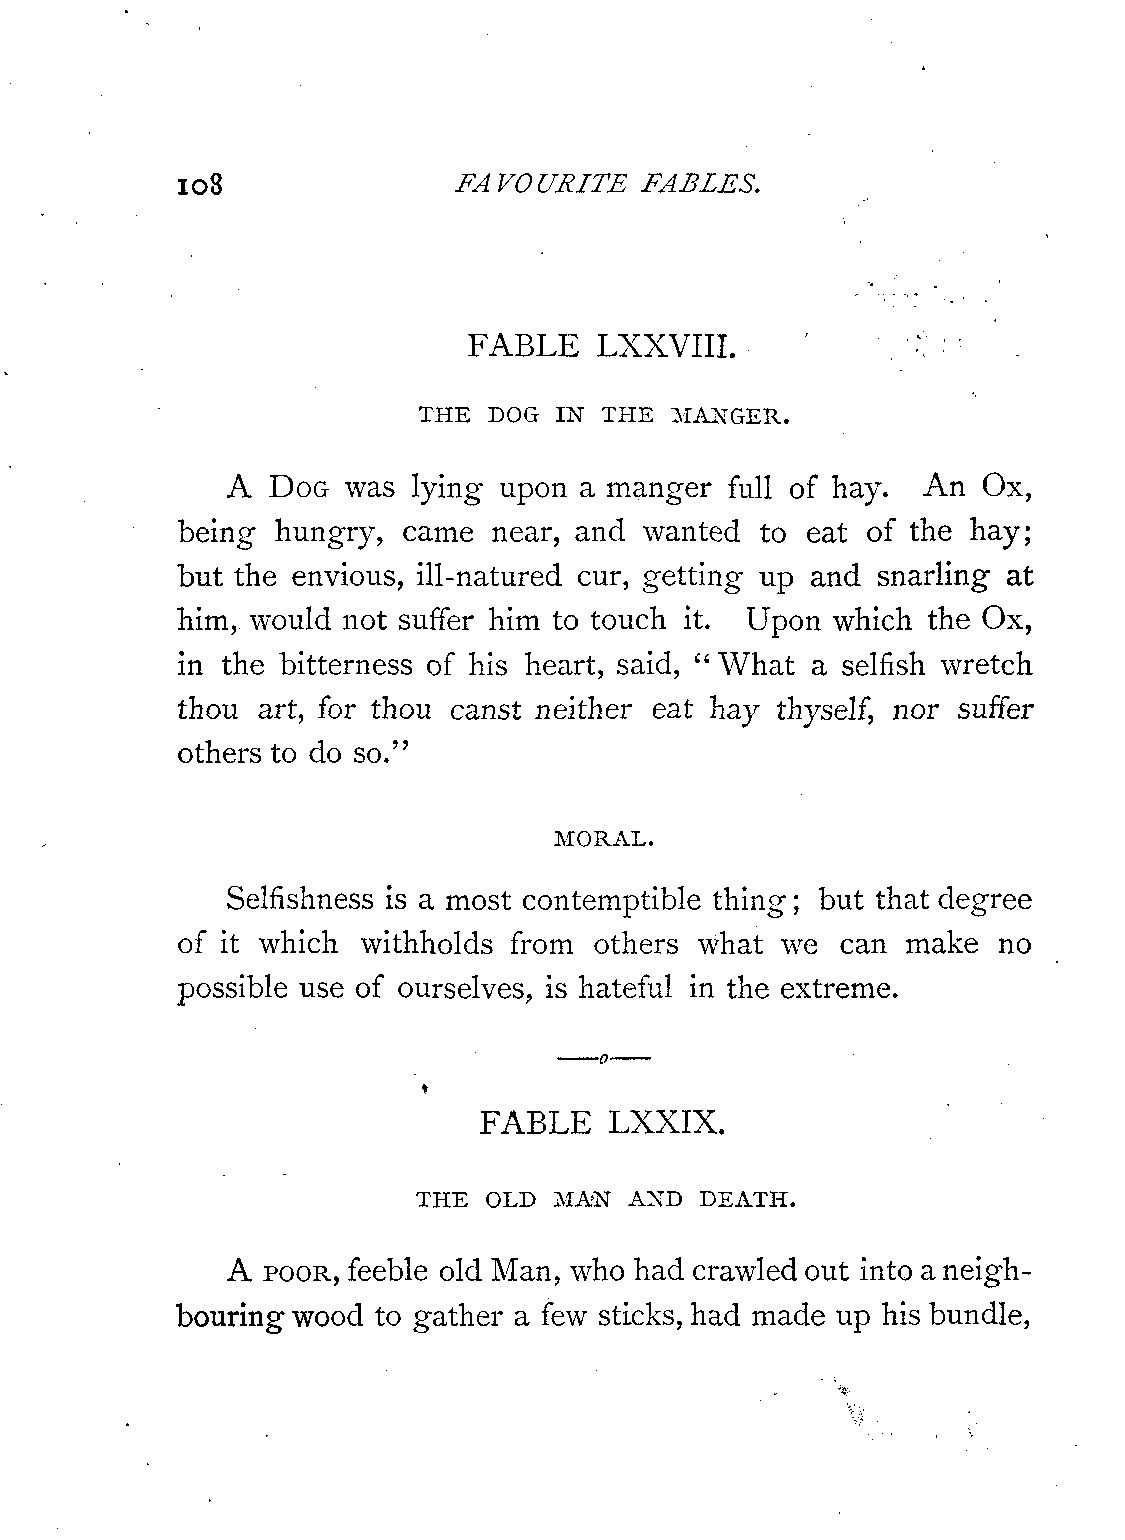 108 FAVOURITE FABLES.
FABLE LXXVIII.
THE DOG IN THE MANGER.
A DOG was lying upon a manger full of hay. An Ox,
being hungry, came near, and wanted to eat of the hay;
but the envious, ill-natured cur, getting up and snarling at
him, would not suffer him to touch it. Upon which the Ox,
in the bitterness of his heart, said, “What a selfish wretch
thou art, for thou canst neither eat hay thyself, nor suffer
others to do so.”
MORAL.
Selfishness is a most contemptible thing; but that degree
of it which withholds from others what we can make no
possible use of ourselves, is hateful in the extreme.
FABLE LXXIX.
THE OLD MAN AND DEATH.
A POOR, feeble old Man, who had crawled out into a neigh-
bouring wood to gather a few sticks, had made up his bundle,